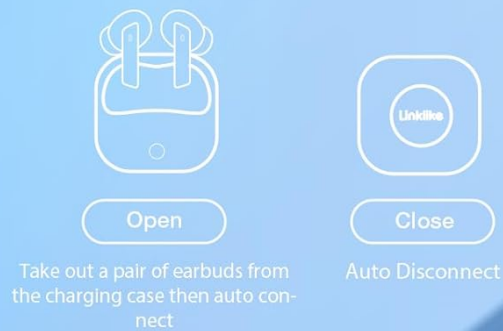 Linklike
Open
Take out a pair of earbuds from
the charging case then auto con-
nect
Close
Auto Disconnect